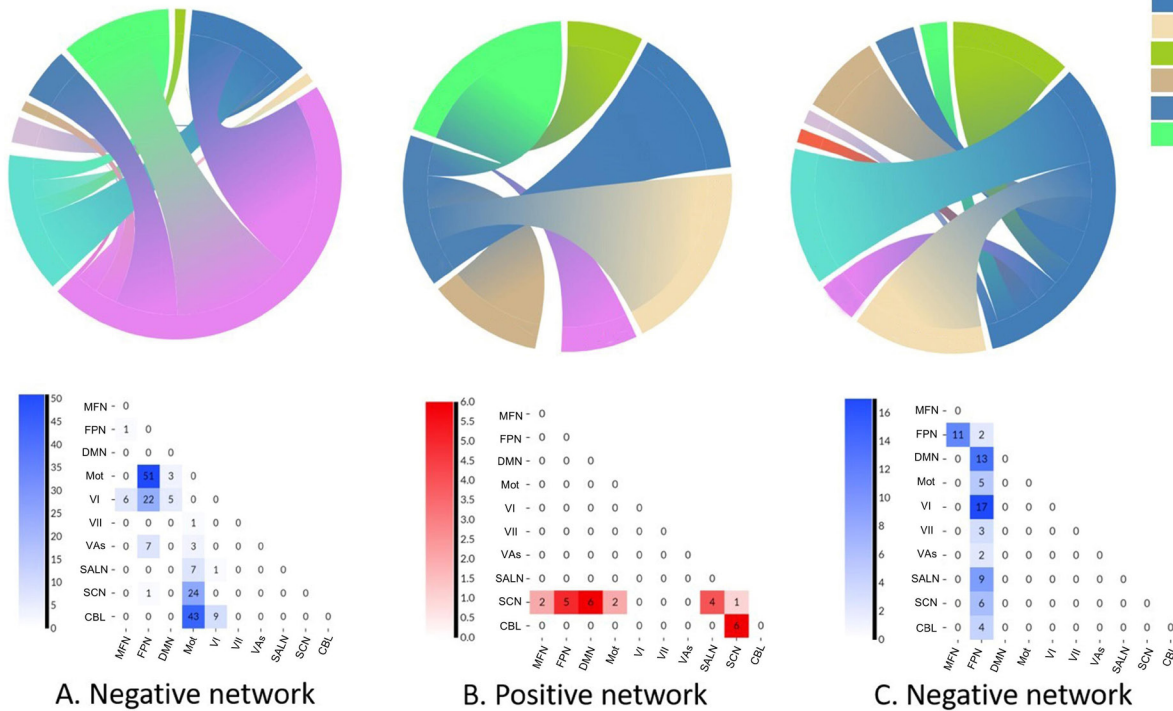 50
45
40
35
30
25
20
15
10
5
0
MFN - 0
FPN - 1 0
DMN - 0 0 0
Mot - 0 51 3 0
VI - 6 22 5 0 0
VII - 0 0 0 1 0 0
VAs - 0 7 0 3 0 0 0
SALN - 0 0 0 7 1 0 0 0
SCN - 0 1 0 24 0 0 0 0 0
CBL - 0 0 0 43 9 0 0 0 0 0
MFN FPN DMN Mot VI VII VAs SALN SCN CBL
A. Negative network
6.0
5.5
5.0
4.5
4.0
3.5
3.0
2.5
2.0
1.5
1.0
0.5
0.0
MFN - 0
FPN - 0 0
DMN - 0 0 0
Mot - 0 0 0 0
VI - 0 0 0 0 0
VII - 0 0 0 0 0 0
VAs - 0 0 0 0 0 0 0
SALN - 0 0 0 0 0 0 0 0
SCN - 2 5 6 2 0 0 0 4 1
CBL - 0 0 0 0 0 0 0 0 6 0
MFN FPN DMN Mot VI VII VAs SALN SCN CBL
B. Positive network
16
14
12
10
8
6
4
2
0
MFN - 0
FPN - 11 2
DMN - 0 13 0
Mot - 0 5 0 0
VI - 0 17 0 0 0
VII - 0 3 0 0 0 0
VAs - 0 2 0 0 0 0 0
SALN - 0 9 0 0 0 0 0 0
SCN - 0 6 0 0 0 0 0 0 0
CBL - 0 4 0 0 0 0 0 0 0
MFN FPN DMN Mot VI VII VAs SALN SCN
C. Negative network